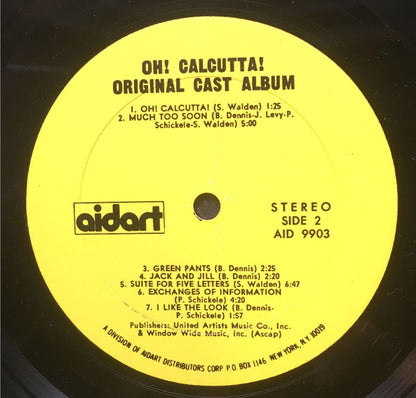 OH! CALCUTTA!
ORIGINAL CAST ALBUM
1. OH! CALCUTTA! (S. Walden) 1:25
2. MUCH TOO SOON (B. Dennis-J. Levy-P.
Schickele-S. Walden) 5:00
aidart
STEREO
SIDE 2
AID 9903
3. GREEN PANTS (B. Dennis) 2:25
4. JACK AND JILL (B. Dennis) 2:20
5. SUITE FOR FIVE LETTERS (S. Walden) 6:47
6. EXCHANGES OF INFORMATION
(P. Schickele) 4:20
7. I LIKE THE LOOK (B. Dennis-
P. Schickele) 1:57
Publishers: United Artists Music Co., Inc.
& Window Wide Music, Inc. (Ascap)
A DIVISION OF AIDART DISTRIBUTORS CORP P.O. BOX 1146 NEW YORK, N.Y. 10019